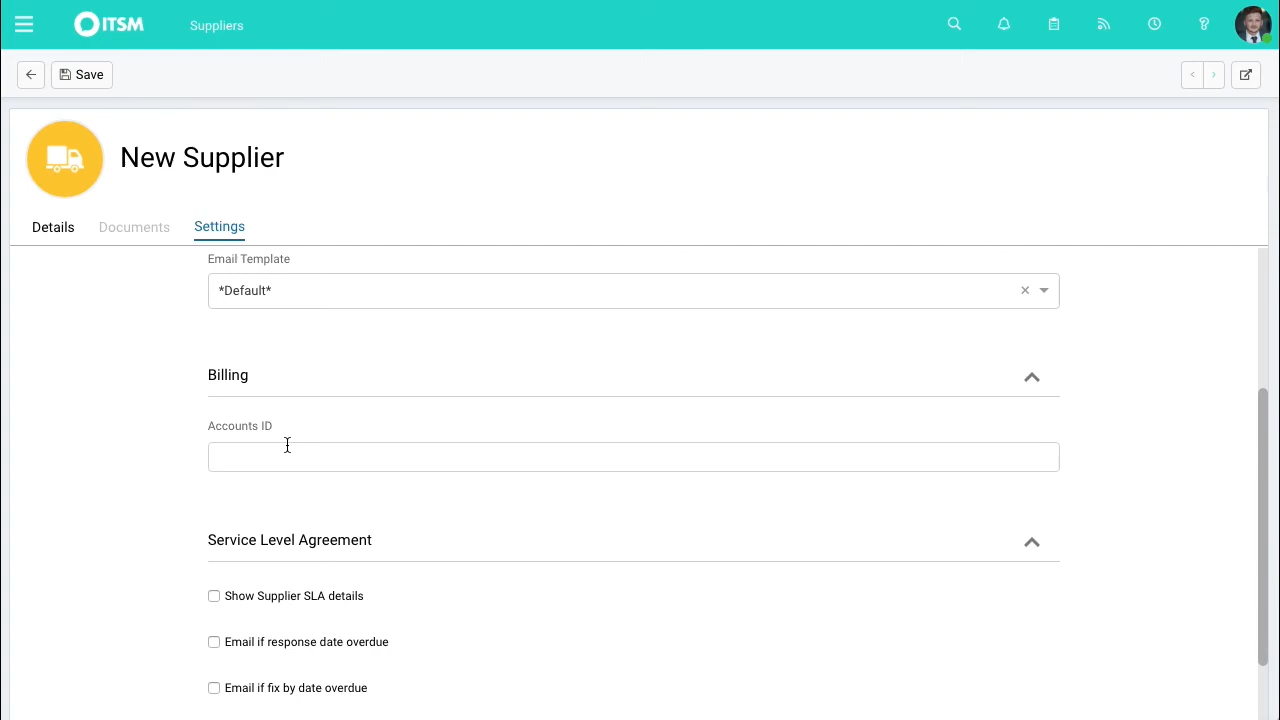 ITSM
Suppliers
Save
New Supplier
Details
Documents
Settings
Email Template
*Default*
Billing
Accounts ID
Service Level Agreement
Show Supplier SLA details
Email if response date overdue
Email if fix by date overdue